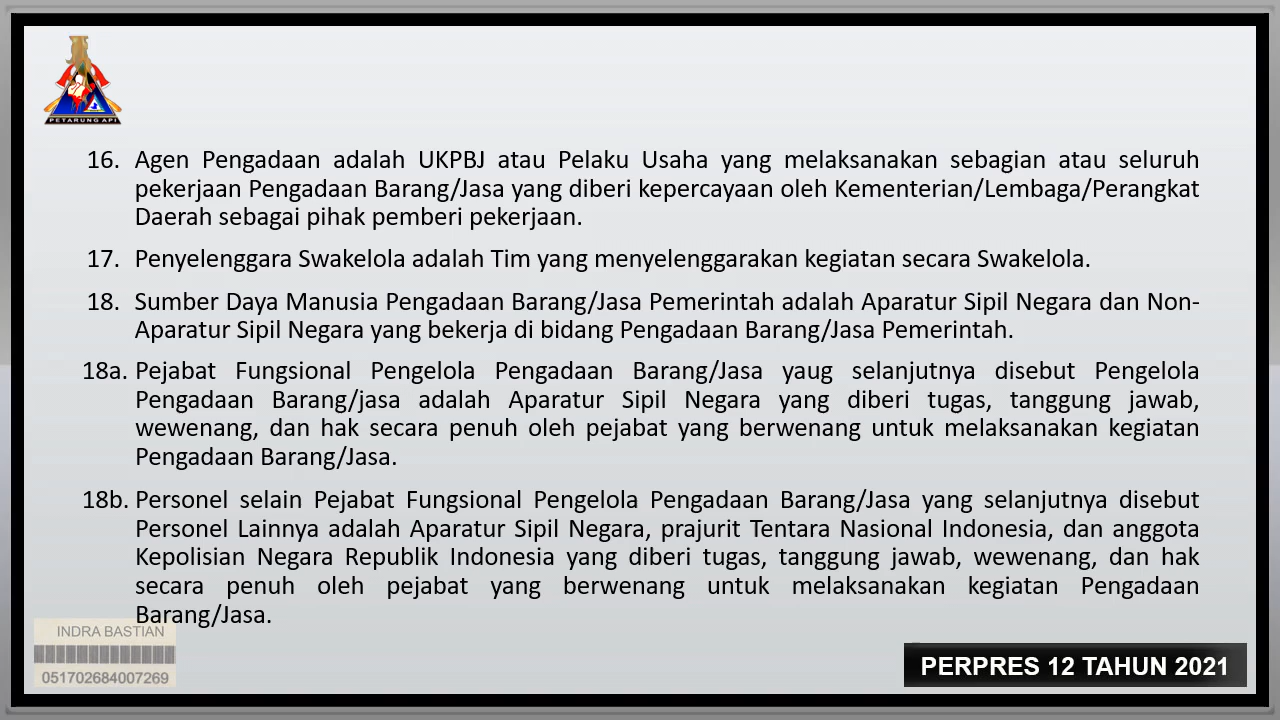 PETARUNG API
16. Agen Pengadaan adalah UKPBJ atau Pelaku Usaha yang melaksanakan sebagian atau seluruh
pekerjaan Pengadaan Barang/Jasa yang diberi kepercayaan oleh Kementerian/Lembaga/Perangkat
Daerah sebagai pihak pemberi pekerjaan.
17. Penyelenggara Swakelola adalah Tim yang menyelenggarakan kegiatan secara Swakelola.
18. Sumber Daya Manusia Pengadaan Barang/Jasa Pemerintah adalah Aparatur Sipil Negara dan Non-
Aparatur Sipil Negara yang bekerja di bidang Pengadaan Barang/Jasa Pemerintah.
18a. Pejabat Fungsional Pengelola Pengadaan Barang/Jasa yaug selanjutnya disebut Pengelola
Pengadaan Barang/jasa adalah Aparatur Sipil Negara yang diberi tugas, tanggung jawab,
wewenang, dan hak secara penuh oleh pejabat yang berwenang untuk melaksanakan kegiatan
Pengadaan Barang/Jasa.
18b. Personel selain Pejabat Fungsional Pengelola Pengadaan Barang/Jasa yang selanjutnya disebut
Personel Lainnya adalah Aparatur Sipil Negara, prajurit Tentara Nasional Indonesia, dan anggota
Kepolisian Negara Republik Indonesia yang diberi tugas, tanggung jawab, wewenang, dan hak
secara penuh oleh pejabat yang berwenang untuk melaksanakan kegiatan Pengadaan
Barang/Jasa.
INDRA BASTIAN
051702684007269
PERPRES 12 TAHUN 2021